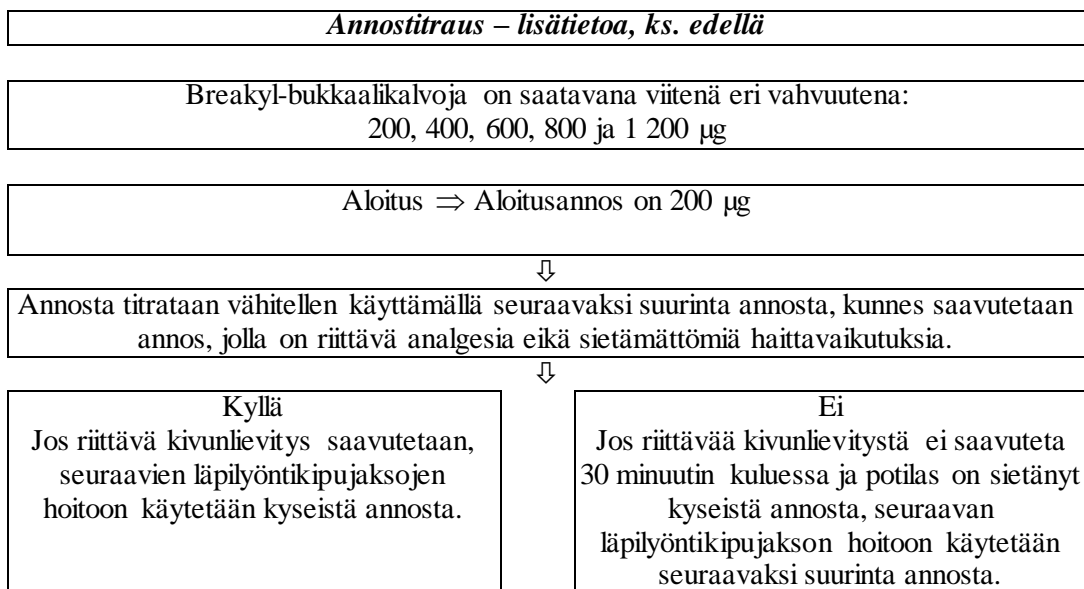 Annostitraus – lisätietoa, ks. edellä
Breakyl-bukkaalikalvoja on saatavana viitenä eri vahvuutena:
200, 400, 600, 800 ja 1 200 µg
Aloitus ⇒ Aloitusannos on 200 µg
⇩
Annosta titrataan vähitellen käyttämällä seuraavaksi suurinta annosta, kunnes saavutetaan
annos, jolla on riittävä analgesia eikä sietämättömiä haittavaikutuksia.
⇩
Kyllä
Jos riittävä kivunlievitys saavutetaan,
seuraavien läpilyöntikipujaksojen
hoitoon käytetään kyseistä annosta.
Ei
Jos riittävää kivunlievitystä ei saavuteta
30 minuutin kuluessa ja potilas on sietänyt
kyseistä annosta, seuraavan
läpilyöntikipujakson hoitoon käytetään
seuraavaksi suurinta annosta.